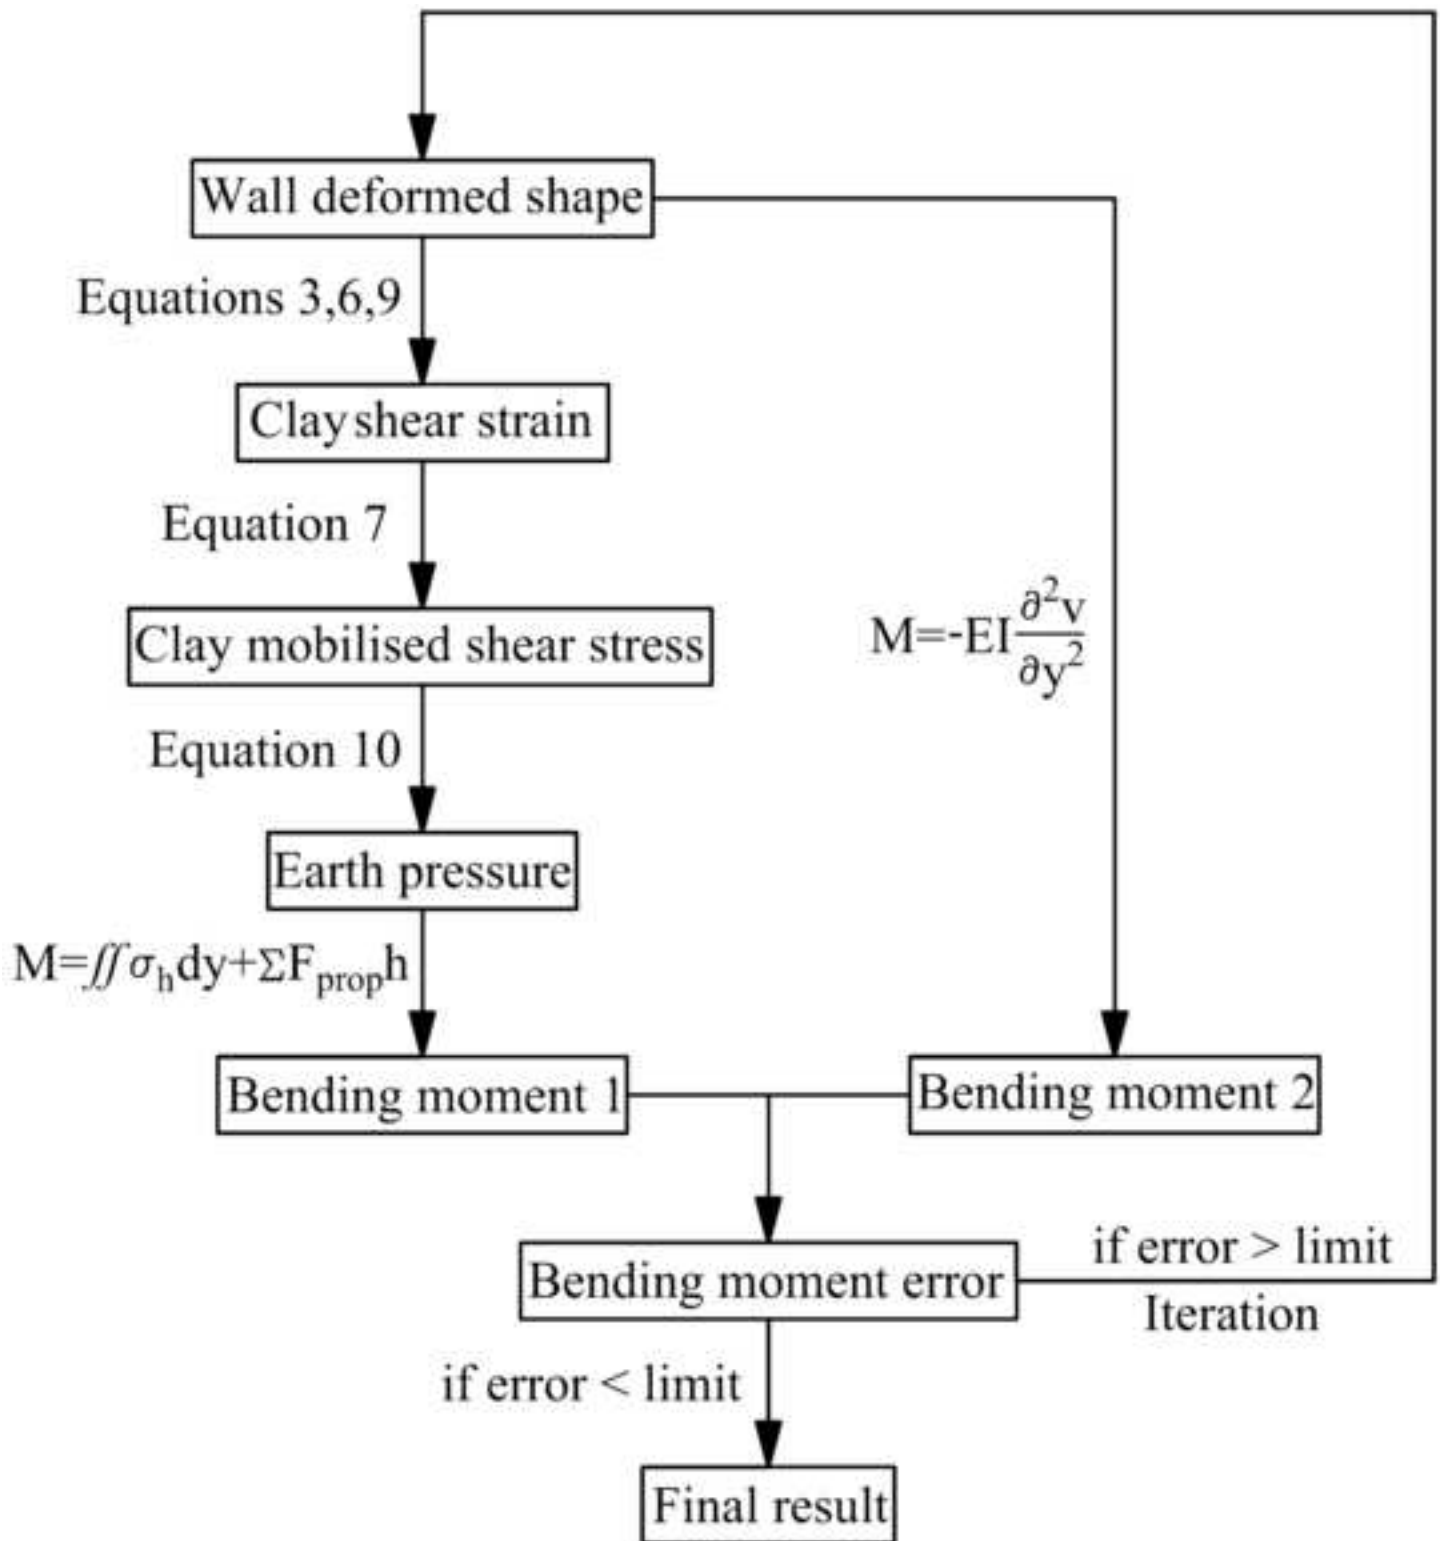 Wall deformed shape
Equations 3,6,9
Clay shear strain
Equation 7
Clay mobilised shear stress
M=-EI ∂²v/∂y²
Equation 10
Earth pressure
M=∬σₕdy+ΣF_prop h
Bending moment 1
Bending moment 2
Bending moment error
if error > limit
Iteration
if error < limit
Final result